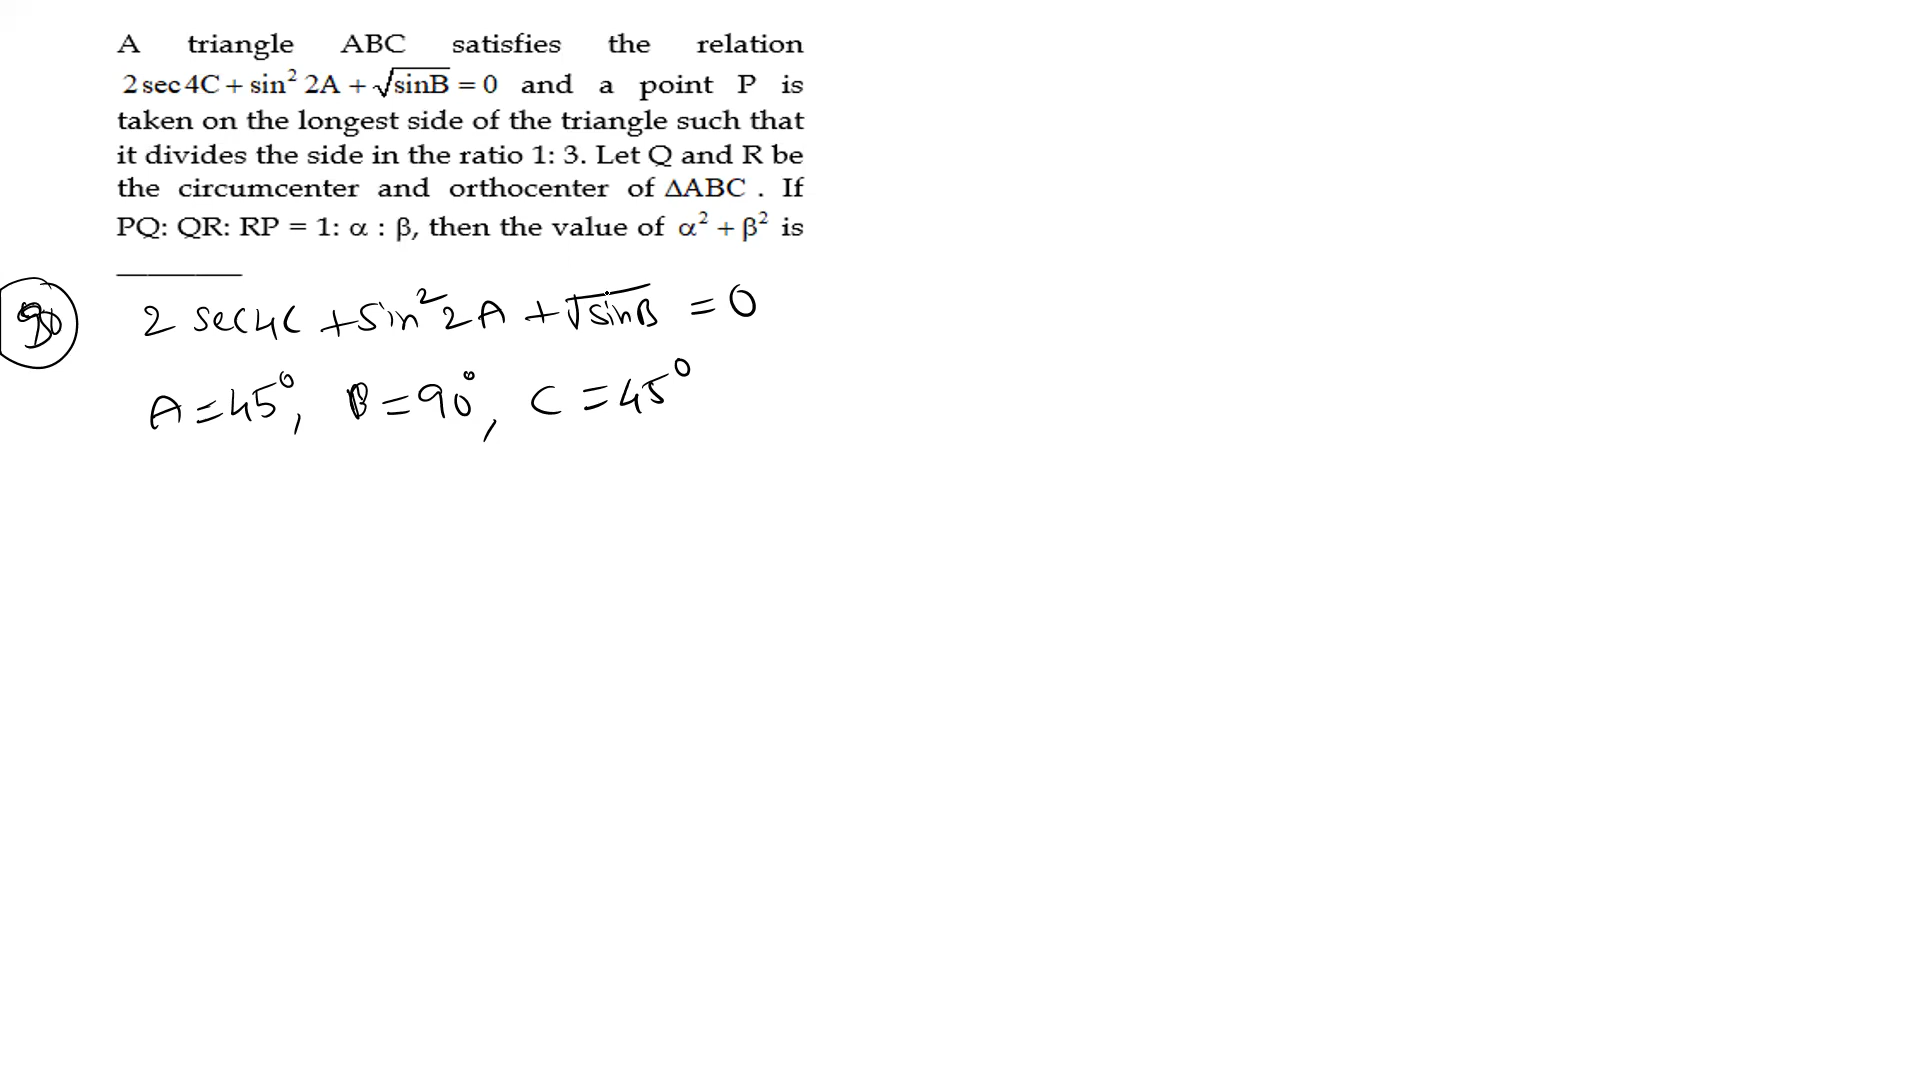 A triangle ABC satisfies the relation
2 sec 4C + sin² 2A + √sinB = 0 and a point P is
taken on the longest side of the triangle such that
it divides the side in the ratio 1: 3. Let Q and R be
the circumcenter and orthocenter of ΔABC . If
PQ: QR: RP = 1: α : β, then the value of α² + β² is
________
2 sec4C + sin²2A + √sinB = 0
A = 45°, B = 90°, C = 45°